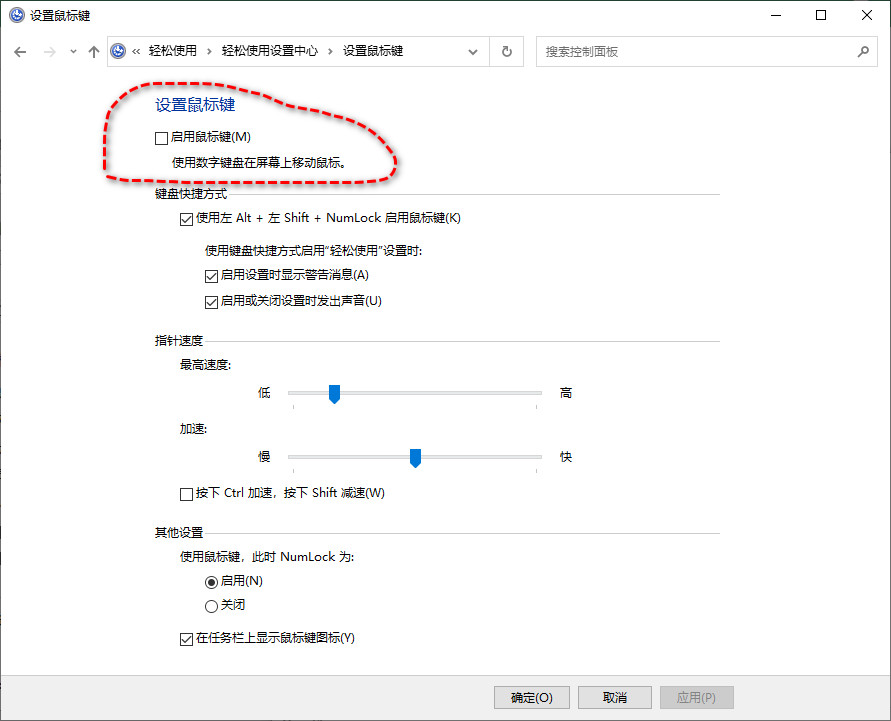 设置鼠标键
« 轻松使用 › 轻松使用设置中心 › 设置鼠标键
搜索控制面板
设置鼠标键
启用鼠标键(M)
使用数字键盘在屏幕上移动鼠标。
键盘快捷方式
使用左 Alt + 左 Shift + NumLock 启用鼠标键(K)
使用键盘快捷方式启用"轻松使用"设置时:
启用设置时显示警告消息(A)
启用或关闭设置时发出声音(U)
指针速度
最高速度:
低 高
加速:
慢 快
按下 Ctrl 加速，按下 Shift 减速(W)
其他设置
使用鼠标键，此时 NumLock 为:
启用(N)
关闭
在任务栏上显示鼠标键图标(Y)
确定(O) 取消 应用(P)